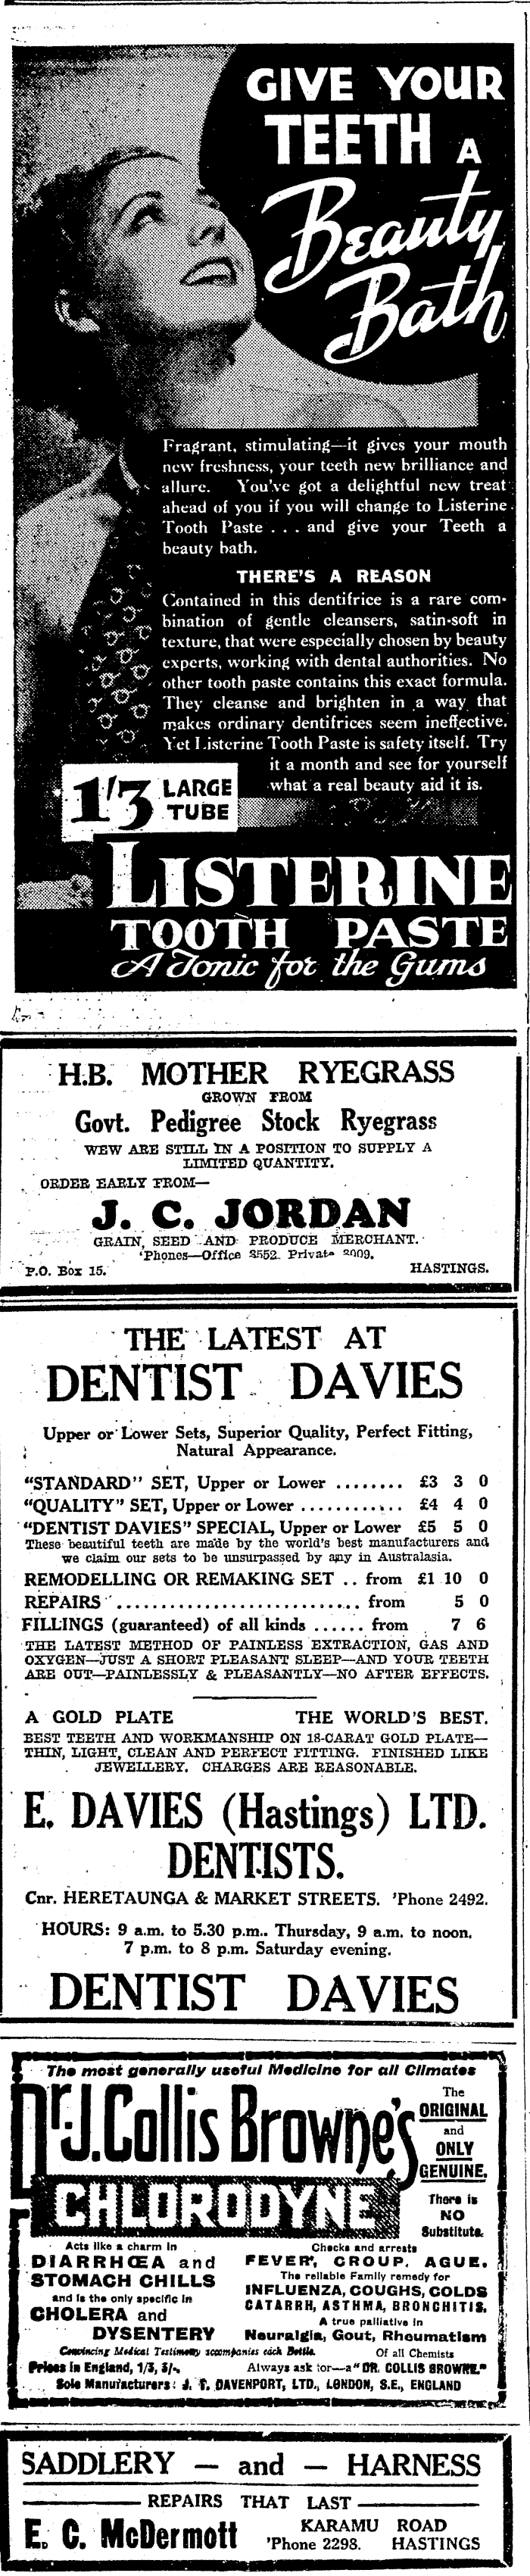 GIVE YOUR
TEETH A
Beauty
Bath
Fragrant, stimulating—it gives your mouth
new freshness, your teeth new brilliance and
allure. You've got a delightful new treat
ahead of you if you will change to Listerine
Tooth Paste . . . and give your Teeth a
beauty bath.
THERE'S A REASON
Contained in this dentifrice is a rare com-
bination of gentle cleansers, satin-soft in
texture, that were especially chosen by beauty
experts, working with dental authorities. No
other tooth paste contains this exact formula.
They cleanse and brighten in a way that
makes ordinary dentifrices seem ineffective.
Yet Listerine Tooth Paste is safety itself. Try
it a month and see for yourself
what a real beauty aid it is.
1'3 LARGE
TUBE
LISTERINE
TOOTH PASTE
A Tonic for the Gums
H.B. MOTHER RYEGRASS
GROWN FROM
Govt. Pedigree Stock Ryegrass
WEW ARE STILL IN A POSITION TO SUPPLY A
LIMITED QUANTITY.
ORDER EARLY FROM—
J. C. JORDAN
GRAIN, SEED AND PRODUCE MERCHANT.
'Phones—Office 3552. Private 2009.
P.O. Box 15. HASTINGS.
THE LATEST AT
DENTIST DAVIES
Upper or Lower Sets, Superior Quality, Perfect Fitting,
Natural Appearance.
"STANDARD" SET, Upper or Lower ........ £3 3 0
"QUALITY" SET, Upper or Lower ............ £4 4 0
"DENTIST DAVIES" SPECIAL, Upper or Lower £5 5 0
These beautiful teeth are made by the world's best manufacturers and
we claim our sets to be unsurpassed by any in Australasia.
REMODELLING OR REMAKING SET .. from £1 10 0
REPAIRS ............................ from 5 0
FILLINGS (guaranteed) of all kinds ...... from 7 6
THE LATEST METHOD OF PAINLESS EXTRACTION, GAS AND
OXYGEN—JUST A SHORT PLEASANT SLEEP—AND YOUR TEETH
ARE OUT—PAINLESSLY & PLEASANTLY—NO AFTER EFFECTS.
A GOLD PLATE THE WORLD'S BEST.
BEST TEETH AND WORKMANSHIP ON 18-CARAT GOLD PLATE—
THIN, LIGHT, CLEAN AND PERFECT FITTING. FINISHED LIKE
JEWELLERY. CHARGES ARE REASONABLE.
E. DAVIES (Hastings) LTD.
DENTISTS.
Cnr. HERETAUNGA & MARKET STREETS. 'Phone 2492.
HOURS: 9 a.m. to 5.30 p.m.. Thursday, 9 a.m. to noon.
7 p.m. to 8 p.m. Saturday evening.
DENTIST DAVIES
The most generally useful Medicine for all Climates
Dr. J. Collis Browne's
CHLORODYNE
The
ORIGINAL
and
ONLY
GENUINE.
There is
NO
Substitute.
Acts like a charm in
DIARRHŒA and
STOMACH CHILLS
and is the only specific in
CHOLERA and
DYSENTERY
Checks and arrests
FEVER, CROUP, AGUE.
The reliable Family remedy for
INFLUENZA, COUGHS, COLDS
CATARRH, ASTHMA, BRONCHITIS.
A true palliative in
Neuralgia, Gout, Rheumatism
Convincing Medical Testimony accompanies each Bottle.
Of all Chemists
Prices in England, 1/3, 3/-.
Always ask for—a "DR. COLLIS BROWNE."
Sole Manufacturers: J. T. DAVENPORT, LTD., LONDON, S.E., ENGLAND
SADDLERY — and — HARNESS
REPAIRS THAT LAST
E. C. McDermott
KARAMU ROAD
'Phone 2298. HASTINGS